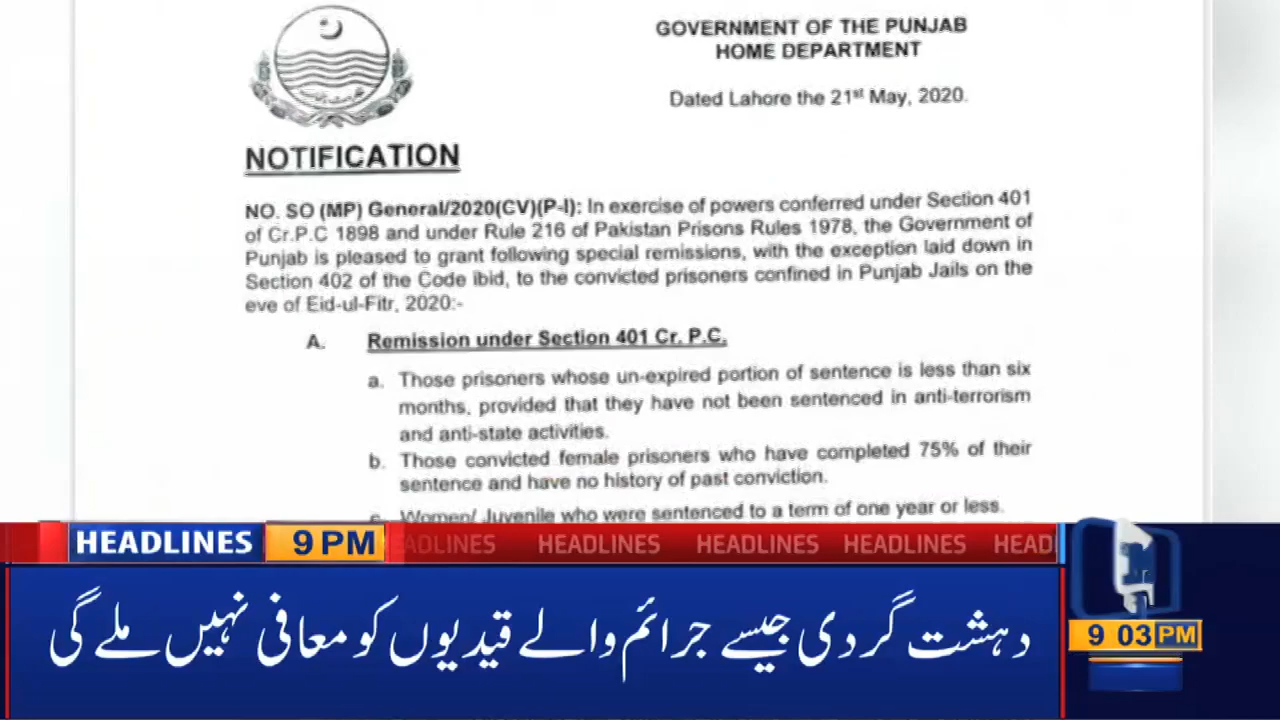 GOVERNMENT OF THE PUNJAB
HOME DEPARTMENT
Dated Lahore the 21st May, 2020.
NOTIFICATION
NO. SO (MP) General/2020(CV)(P-I): In exercise of powers conferred under Section 401
of Cr.P.C 1898 and under Rule 216 of Pakistan Prisons Rules 1978, the Government of
Punjab is pleased to grant following special remissions, with the exception laid down in
Section 402 of the Code ibid, to the convicted prisoners confined in Punjab Jails on the
eve of Eid-ul-Fitr, 2020:-
A. Remission under Section 401 Cr. P.C.
a. Those prisoners whose un-expired portion of sentence is less than six
months, provided that they have not been sentenced in anti-terrorism
and anti-state activities.
b. Those convicted female prisoners who have completed 75% of their
sentence and have no history of past conviction.
c. Women/ Juvenile who were sentenced to a term of one year or less.
HEADLINES 9 PM HEADLINES HEADLINES HEADLINES HEADLINES HEAD
دہشت گردی جیسے جرائم والے قیدیوں کو معافی نہیں ملے گی
9 03 PM